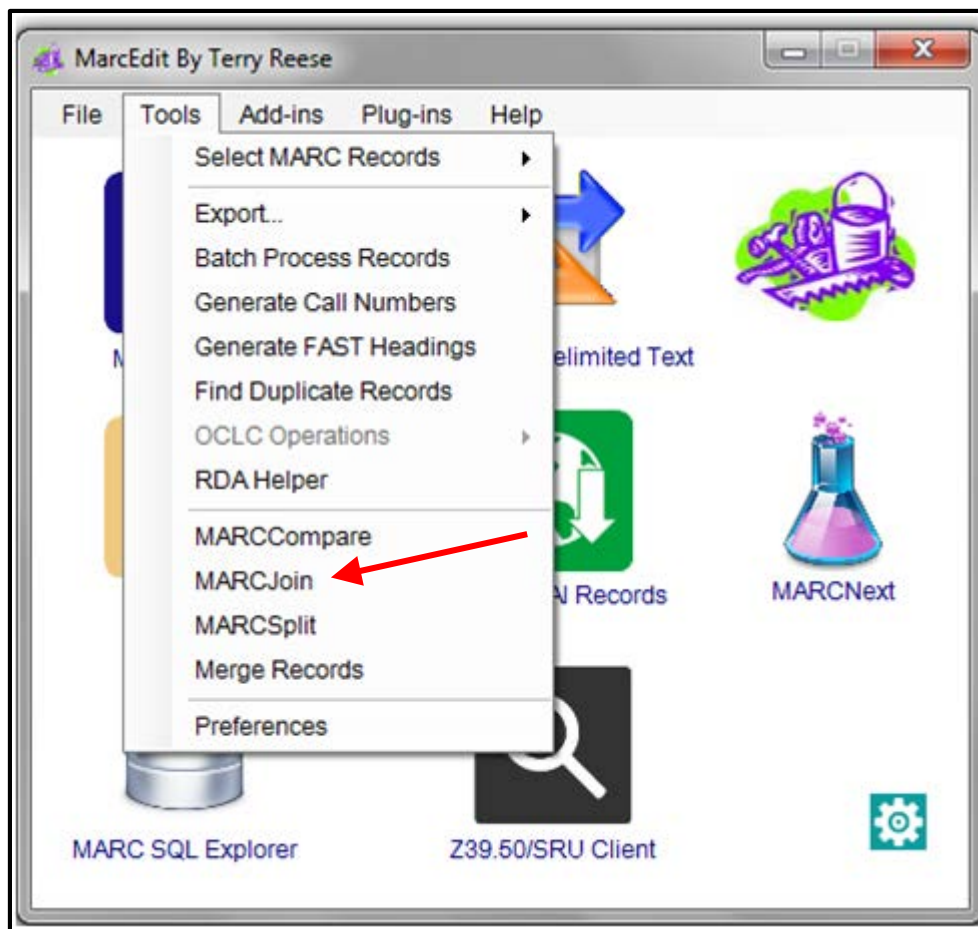 MarcEdit By Terry Reese
File Tools Add-ins Plug-ins Help
Select MARC Records
Export...
Batch Process Records
Generate Call Numbers
Generate FAST Headings
Find Duplicate Records
OCLC Operations
RDA Helper
MARCCompare
MARCJoin
MARCSplit
Merge Records
Preferences
elimited Text
Records
MARCNext
MARC SQL Explorer
Z39.50/SRU Client